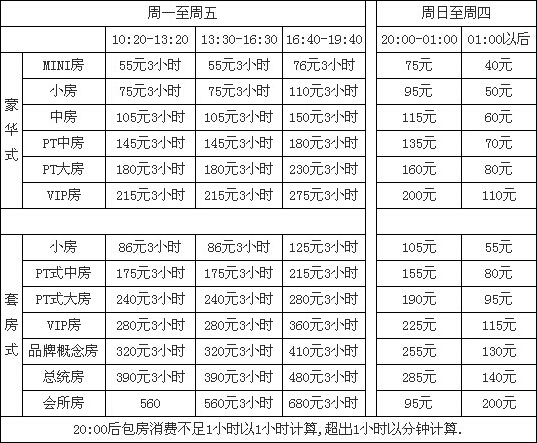 周一至周五 周日至周四
10:20-13:20 13:30-16:30 16:40-19:40 20:00-01:00 01:00以后
豪华式
MINI房 55元3小时 55元3小时 76元3小时 75元 40元
小房 75元3小时 75元3小时 110元3小时 95元 50元
中房 105元3小时 105元3小时 150元3小时 115元 60元
PT中房 145元3小时 145元3小时 180元3小时 135元 70元
PT大房 180元3小时 180元3小时 230元3小时 160元 80元
VIP房 215元3小时 215元3小时 275元3小时 200元 110元
套房式
小房 86元3小时 86元3小时 125元3小时 105元 55元
PT式中房 175元3小时 175元3小时 215元3小时 155元 80元
PT式大房 240元3小时 240元3小时 280元3小时 190元 95元
VIP房 280元3小时 280元3小时 360元3小时 225元 115元
品牌概念房 320元3小时 320元3小时 410元3小时 255元 130元
总统房 390元3小时 390元3小时 480元3小时 285元 140元
会所房 560 560元3小时 680元3小时 95元 200元
20:00后包房消费不足1小时以1小时计算,超出1小时以分钟计算.